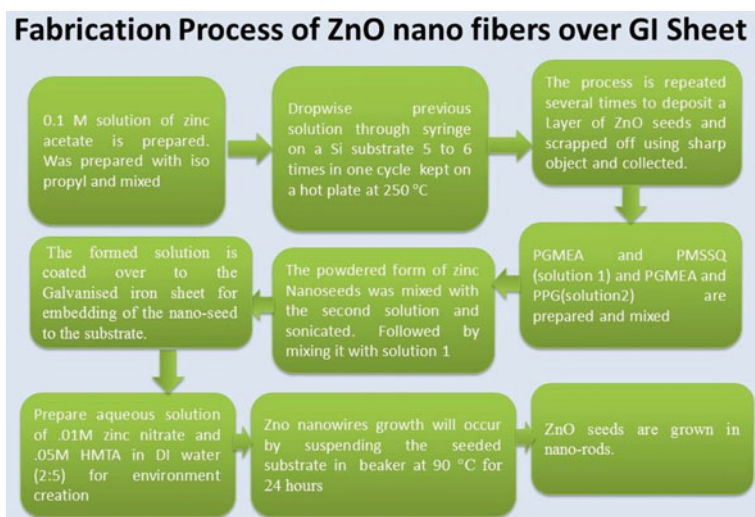 Fabrication Process of ZnO nano fibers over GI Sheet
0.1 M solution of zinc
acetate is prepared.
Was prepared with iso
propyl and mixed
Dropwise previous
solution through syringe
on a Si substrate 5 to 6
times in one cycle kept on
a hot plate at 250 °C
The process is repeated
several times to deposit a
Layer of ZnO seeds and
scrapped off using sharp
object and collected.
PGMEA and PMSSQ
(solution 1) and PGMEA and
PPG(solution2) are
prepared and mixed
The powdered form of zinc
Nanoseeds was mixed with
the second solution and
sonicated. Followed by
mixing it with solution 1
The formed solution is
coated over to the
Galvanised iron sheet for
embedding of the nano-seed
to the substrate.
Prepare aqueous solution
of .01M zinc nitrate and
.05M HMTA in DI water
(2:5) for environment
creation
Zno nanowires growth will occur
by suspending the seeded
substrate in beaker at 90 °C for
24 hours
ZnO seeds are grown in
nano-rods.